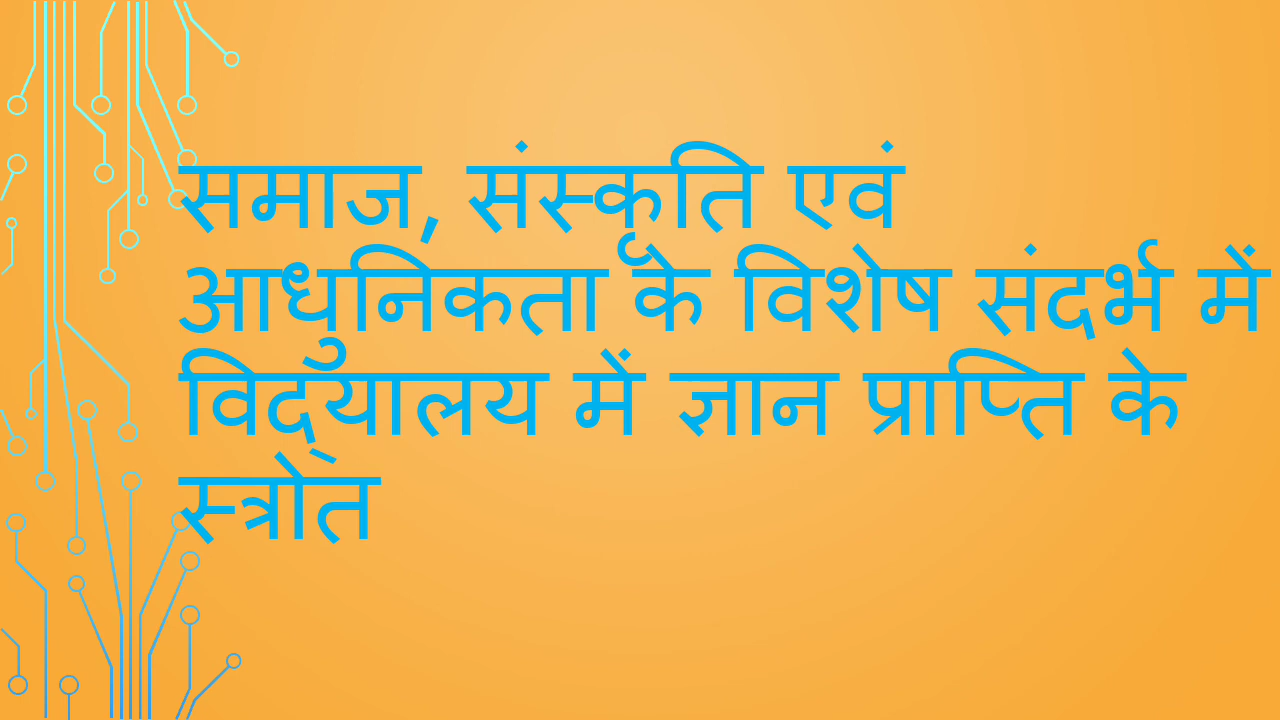 समाज, संस्कृति एवं
आधुनिकता के विशेष संदर्भ में
विद्यालय में ज्ञान प्राप्ति के
स्त्रोत